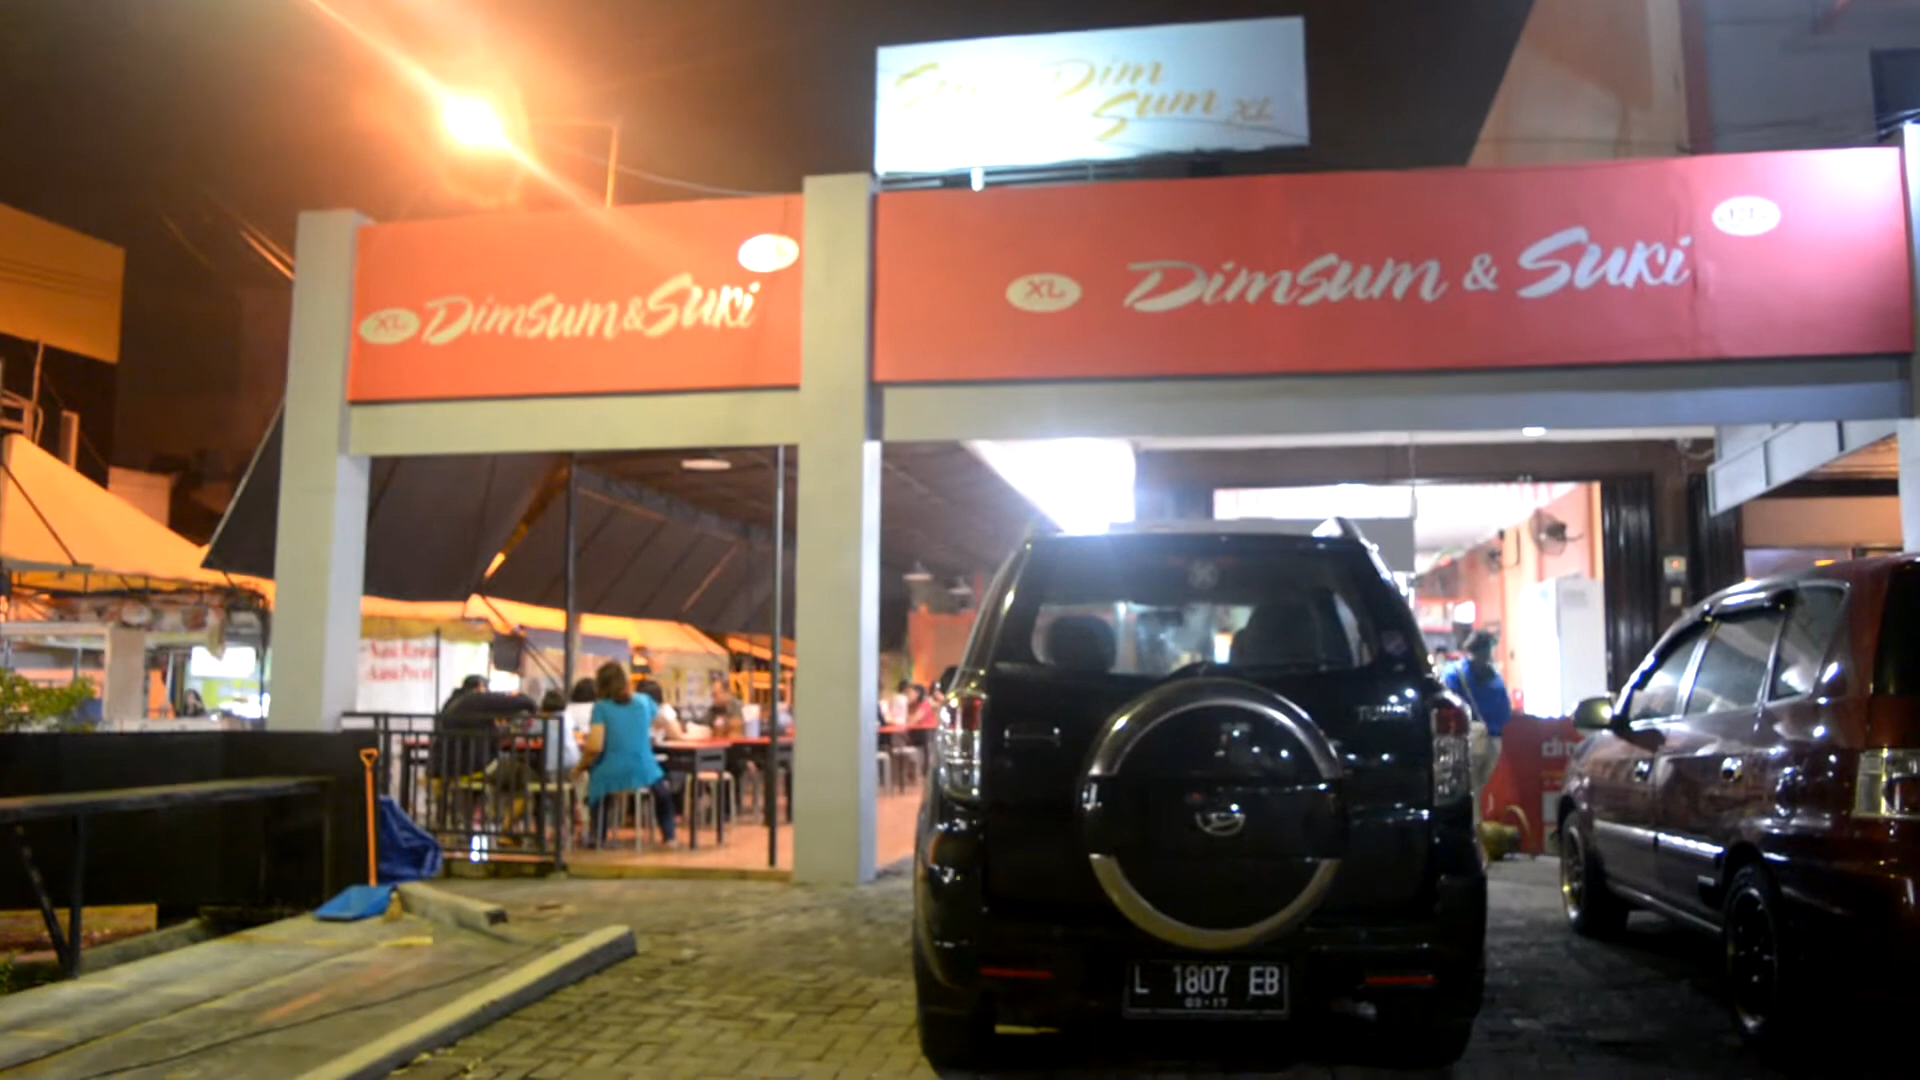 Dim
Sum XL
XL Dimsum & Suki
XL Dimsum & Suki
L 1807 EB
03·17